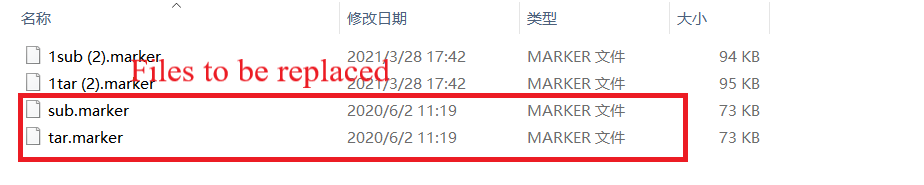 名称 修改日期 类型 大小
1sub (2).marker 2021/3/28 17:42 MARKER 文件 94 KB
Files to be replaced
1tar (2).marker 2021/3/28 17:42 MARKER 文件 95 KB
sub.marker 2020/6/2 11:19 MARKER 文件 73 KB
tar.marker 2020/6/2 11:19 MARKER 文件 73 KB